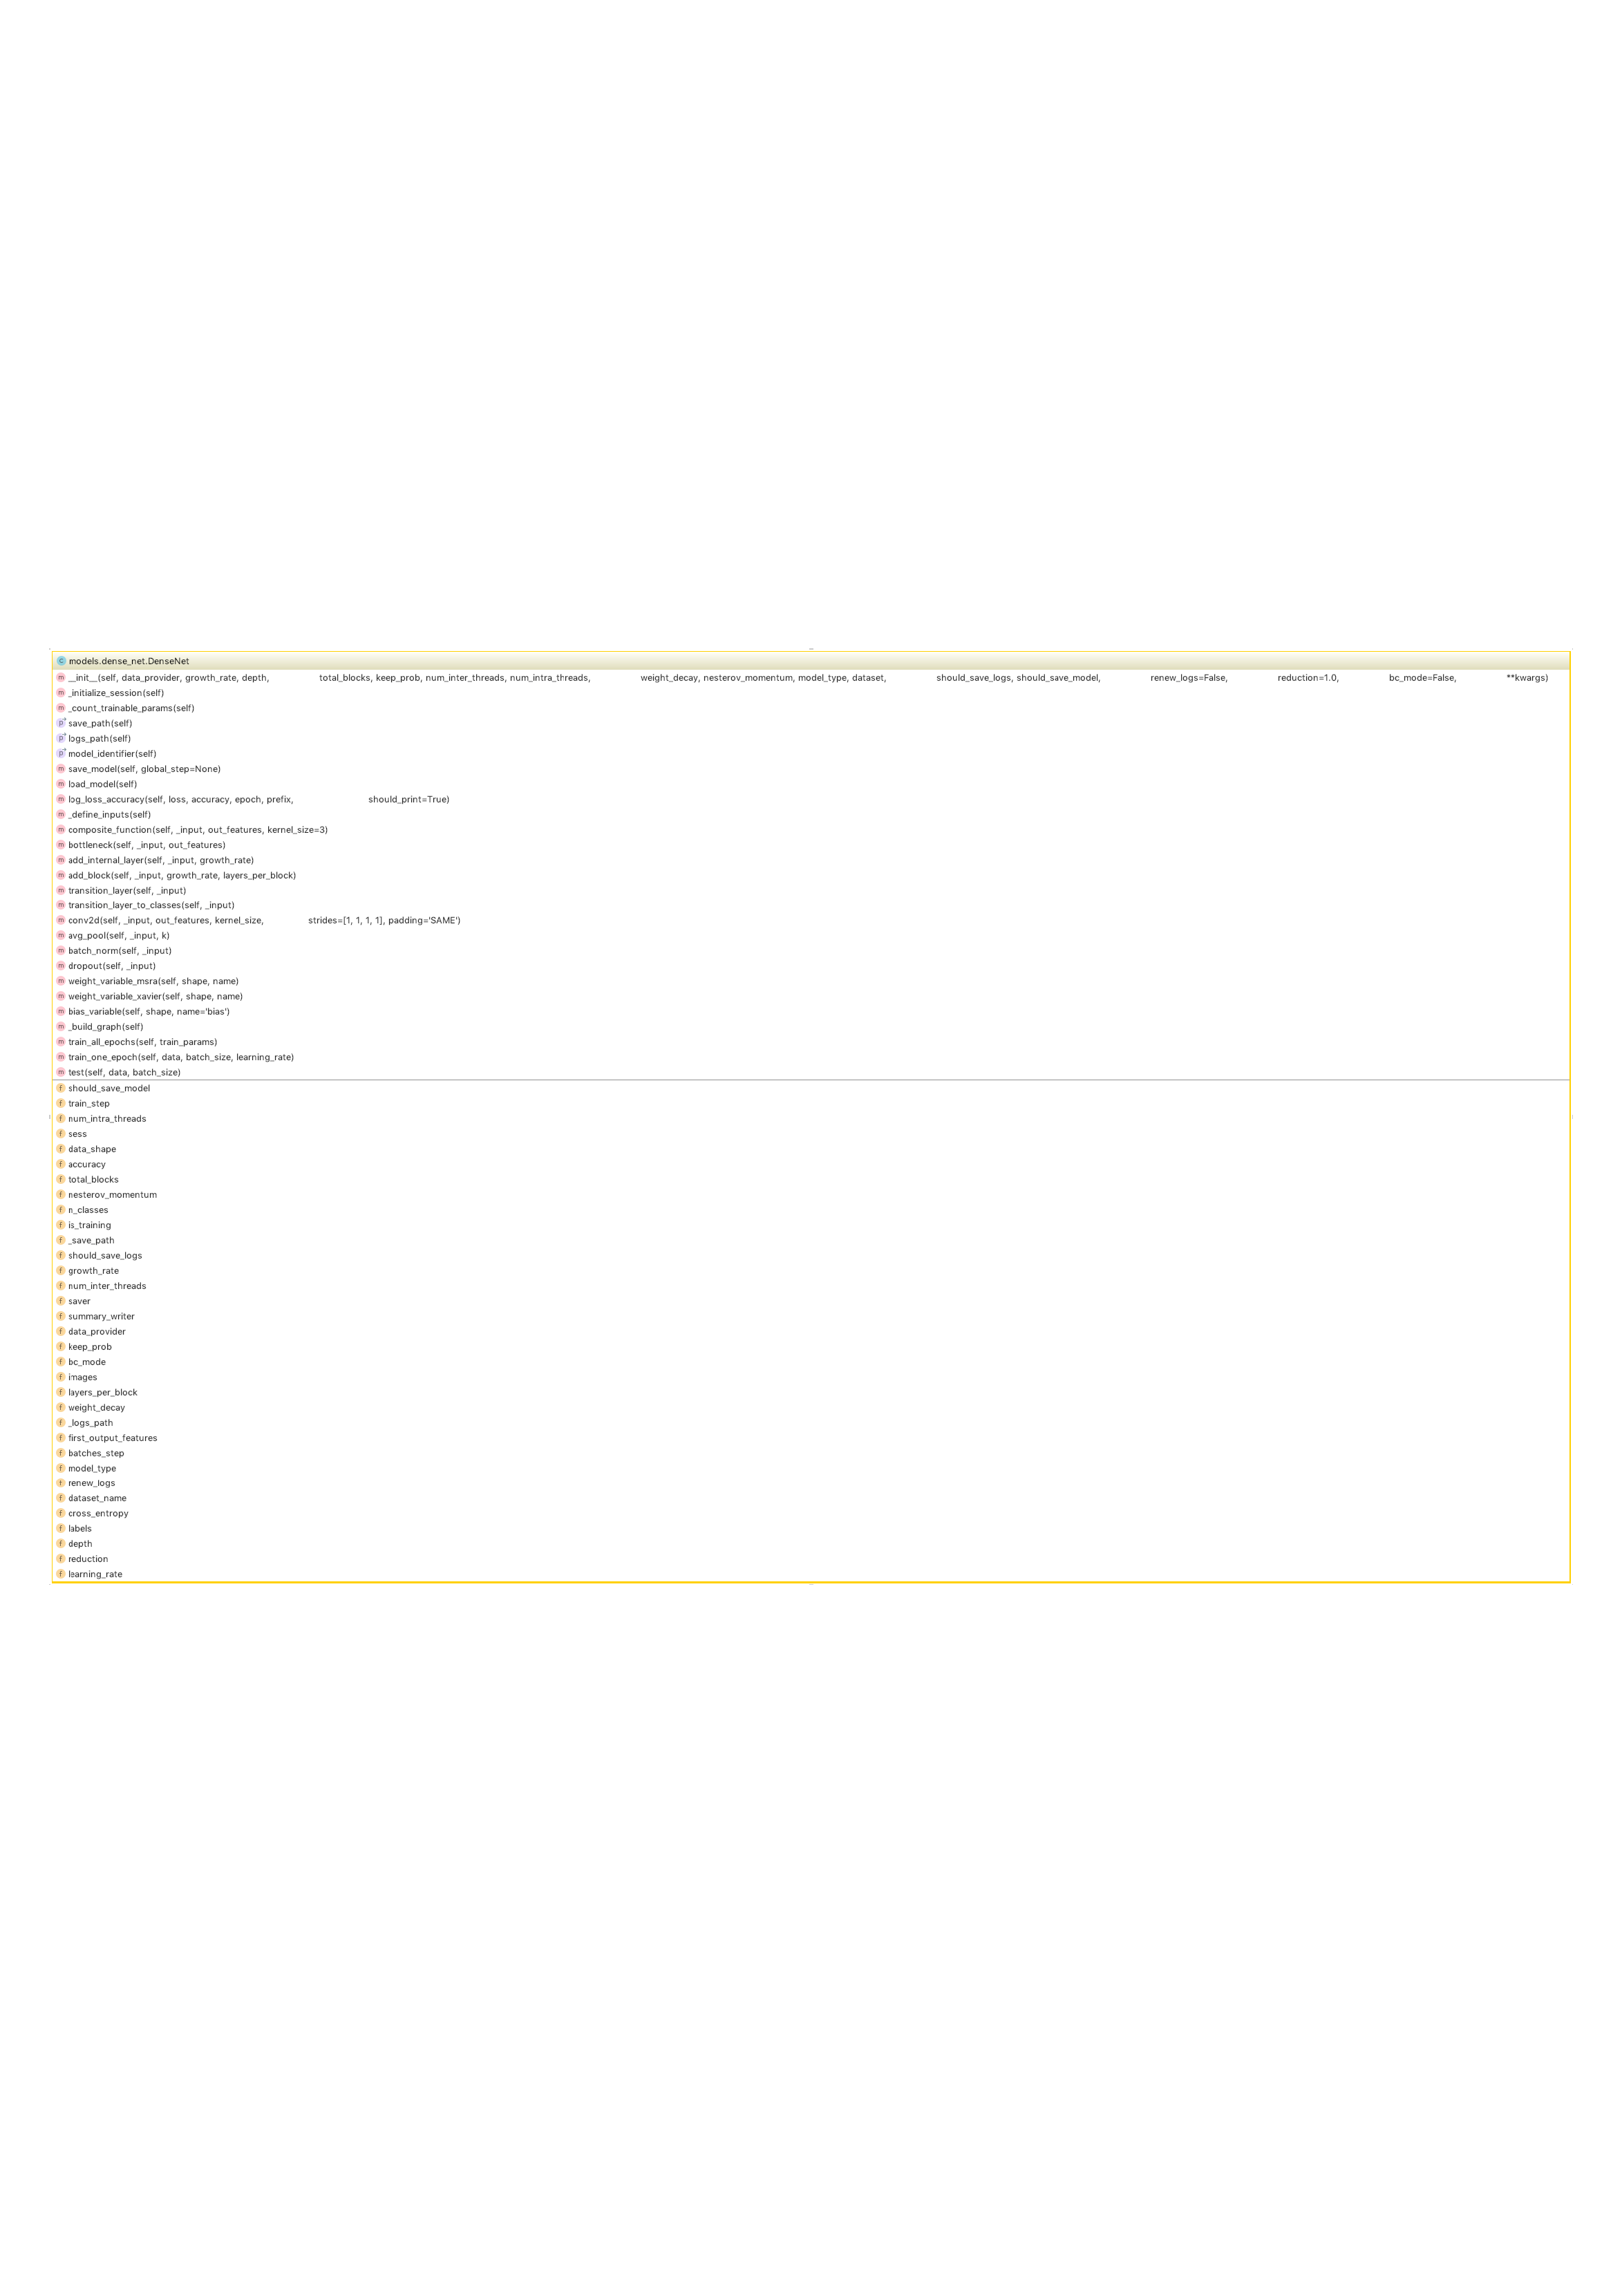 C models.dense_net.DenseNet
m __init__(self, data_provider, growth_rate, depth, total_blocks, keep_prob, num_inter_threads, num_intra_threads, weight_decay, nesterov_momentum, model_type, dataset, should_save_logs, should_save_model, renew_logs=False, reduction=1.0, bc_mode=False, **kwargs)
m _initialize_session(self)
m _count_trainable_params(self)
p save_path(self)
p logs_path(self)
p model_identifier(self)
m save_model(self, global_step=None)
m load_model(self)
m log_loss_accuracy(self, loss, accuracy, epoch, prefix, should_print=True)
m _define_inputs(self)
m composite_function(self, _input, out_features, kernel_size=3)
m bottleneck(self, _input, out_features)
m add_internal_layer(self, _input, growth_rate)
m add_block(self, _input, growth_rate, layers_per_block)
m transition_layer(self, _input)
m transition_layer_to_classes(self, _input)
m conv2d(self, _input, out_features, kernel_size, strides=[1, 1, 1, 1], padding='SAME')
m avg_pool(self, _input, k)
m batch_norm(self, _input)
m dropout(self, _input)
m weight_variable_msra(self, shape, name)
m weight_variable_xavier(self, shape, name)
m bias_variable(self, shape, name='bias')
m _build_graph(self)
m train_all_epochs(self, train_params)
m train_one_epoch(self, data, batch_size, learning_rate)
m test(self, data, batch_size)
f should_save_model
f train_step
f num_intra_threads
f sess
f data_shape
f accuracy
f total_blocks
f nesterov_momentum
f n_classes
f is_training
f _save_path
f should_save_logs
f growth_rate
f num_inter_threads
f saver
f summary_writer
f data_provider
f keep_prob
f bc_mode
f images
f layers_per_block
f weight_decay
f _logs_path
f first_output_features
f batches_step
f model_type
f renew_logs
f dataset_name
f cross_entropy
f labels
f depth
f reduction
f learning_rate